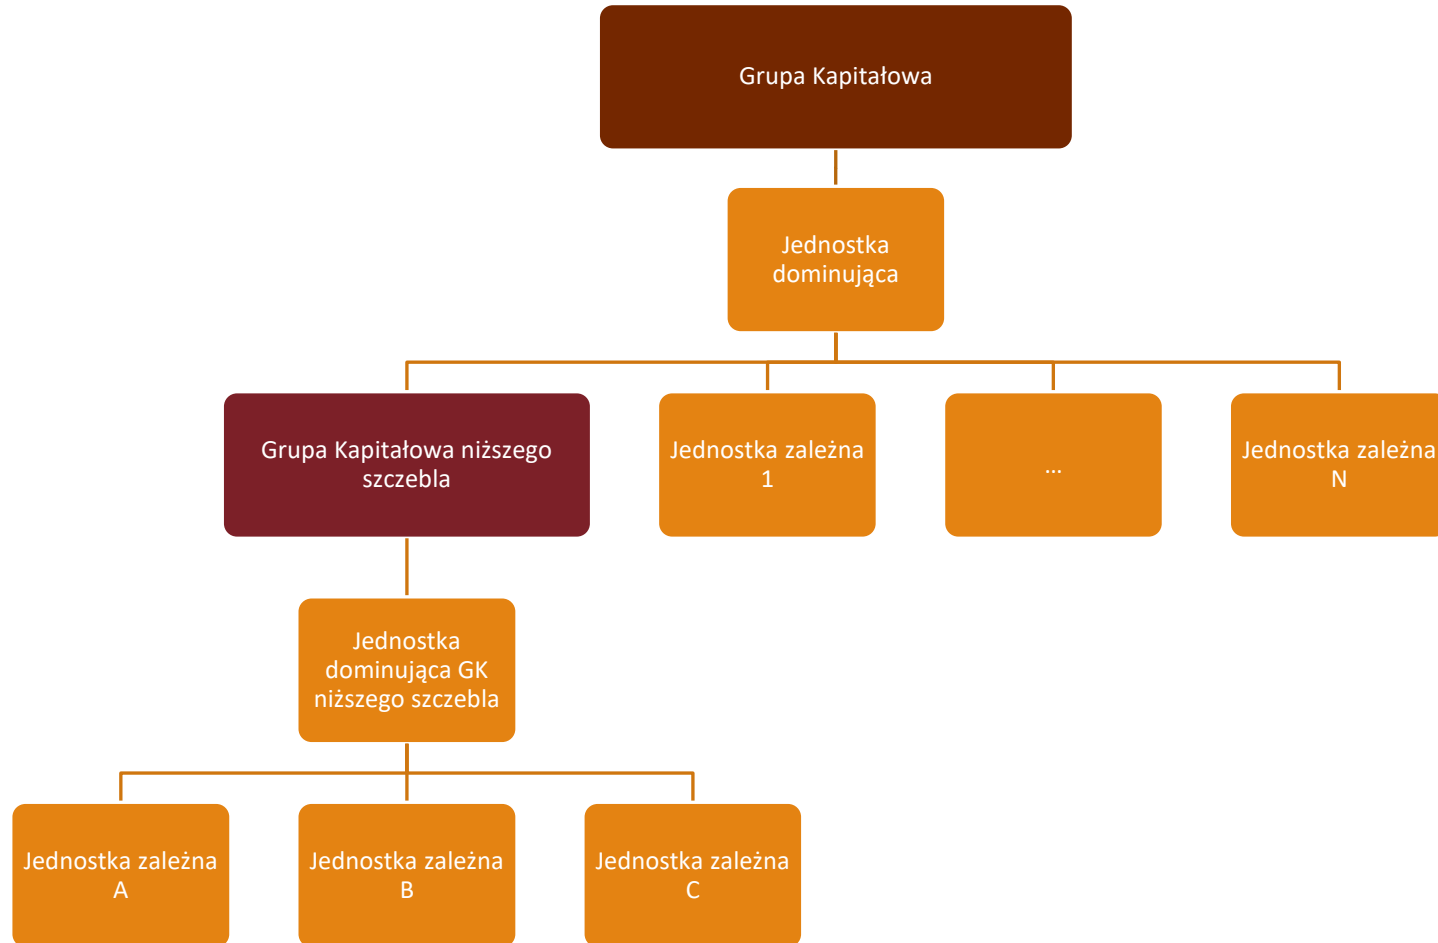 Grupa Kapitałowa
Jednostka
dominująca
Grupa Kapitałowa niższego
szczebla
Jednostka zależna
1
...
Jednostka zależna
N
Jednostka
dominująca GK
niższego szczebla
Jednostka zależna
A
Jednostka zależna
B
Jednostka zależna
C